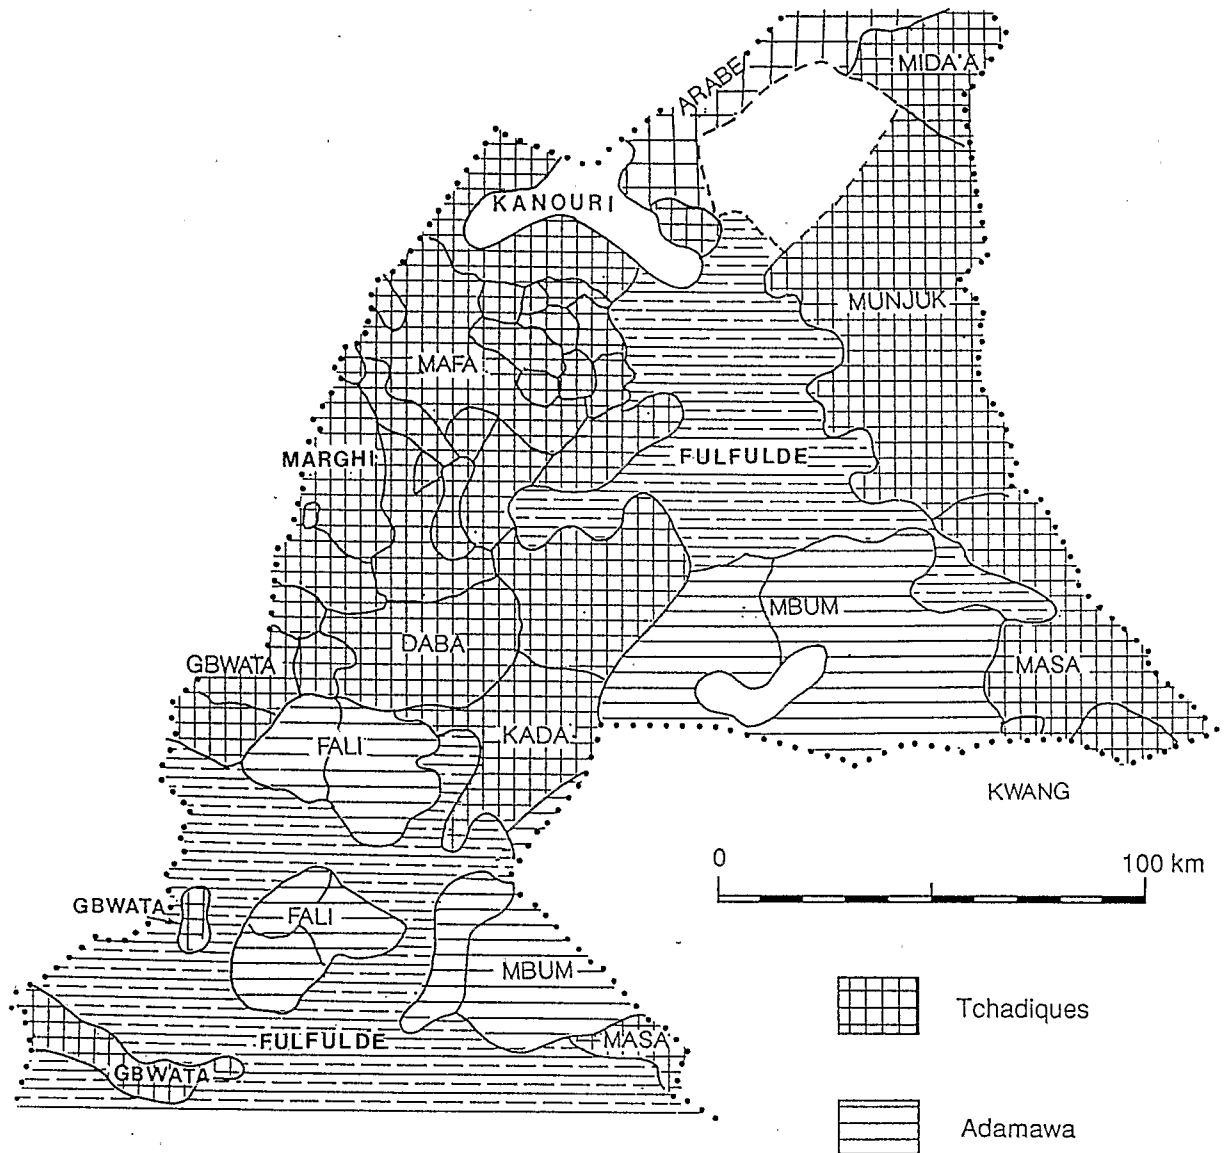 MIDA'A
ARABE
KANOURI
MUNJUK
MAFA
MARGHI
FULFULDE
MBUM
DABA
GBWATA
MASA
FALI
KADA
KWANG
0 100 km
GBWATA
FALI
MBUM
Tchadiques
FULFULDE
MASA
GBWATA
Adamawa